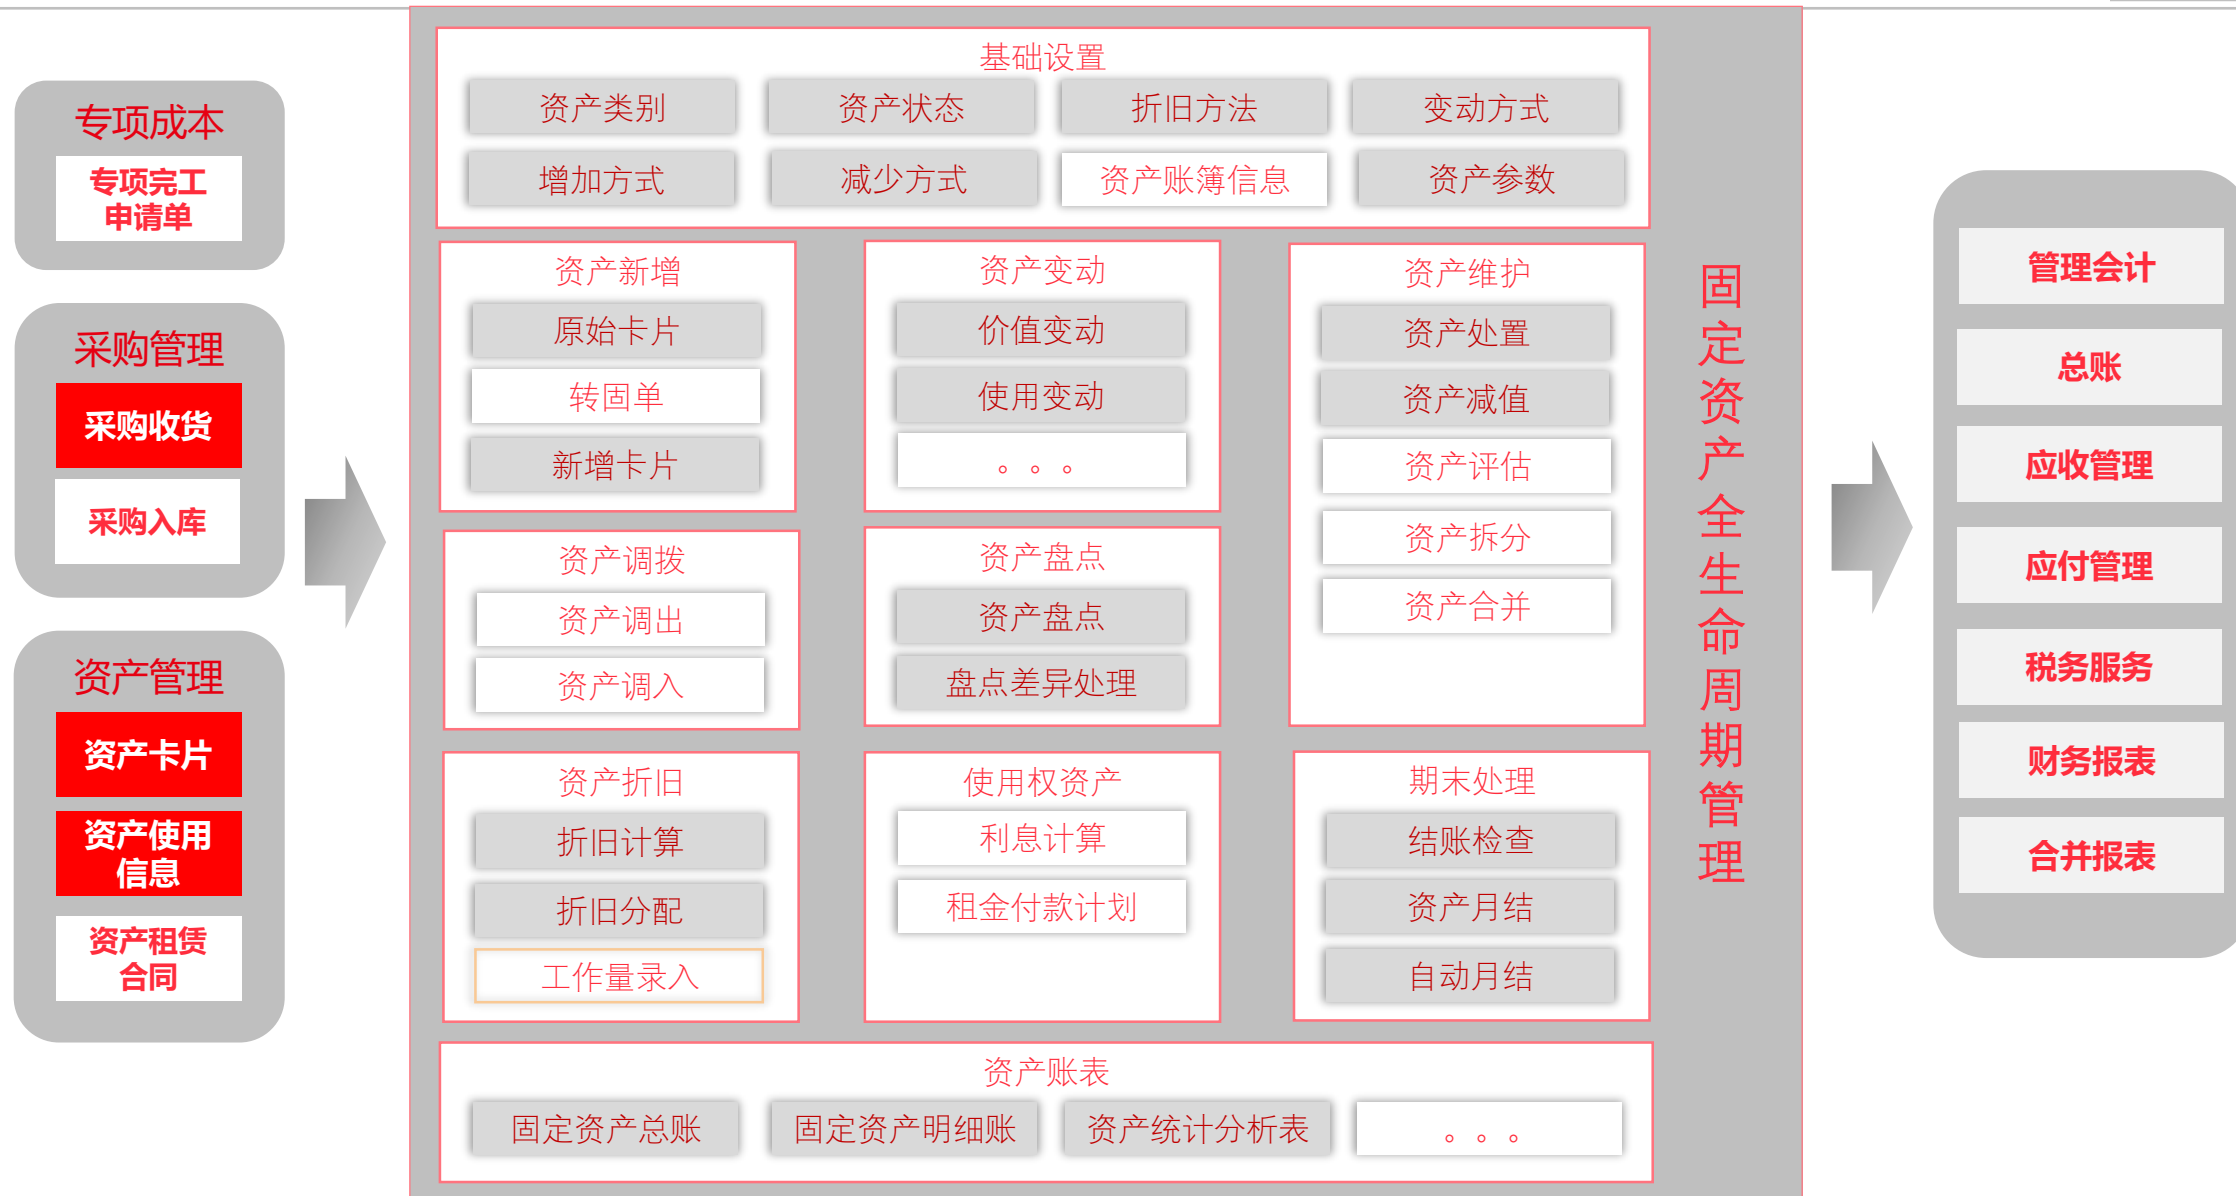 专项成本
专项完工
申请单
采购管理
采购收货
采购入库
资产管理
资产卡片
资产使用
信息
资产租赁
合同
基础设置
资产类别
资产状态
折旧方法
变动方式
增加方式
减少方式
资产账簿信息
资产参数
资产新增
原始卡片
转固单
新增卡片
资产变动
价值变动
使用变动
。。。
资产维护
资产处置
资产减值
资产评估
资产拆分
资产合并
资产调拨
资产调出
资产调入
资产盘点
资产盘点
盘点差异处理
资产折旧
折旧计算
折旧分配
工作量录入
使用权资产
利息计算
租金付款计划
期末处理
结账检查
资产月结
自动月结
资产账表
固定资产总账
固定资产明细账
资产统计分析表
。。。
固定资产全生命周期管理
管理会计
总账
应收管理
应付管理
税务服务
财务报表
合并报表